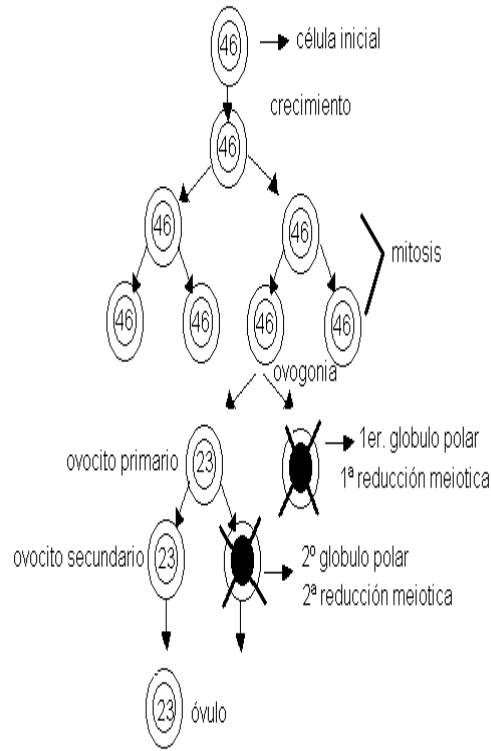 46
célula inicial
crecimiento
46
46
46
mitosis
46
46
46
46
ovogonia
1er. globulo polar
ovocito primario
23
1ª reducción meiotica
ovocito secundario
23
2º globulo polar
2ª reducción meiotica
23
óvulo